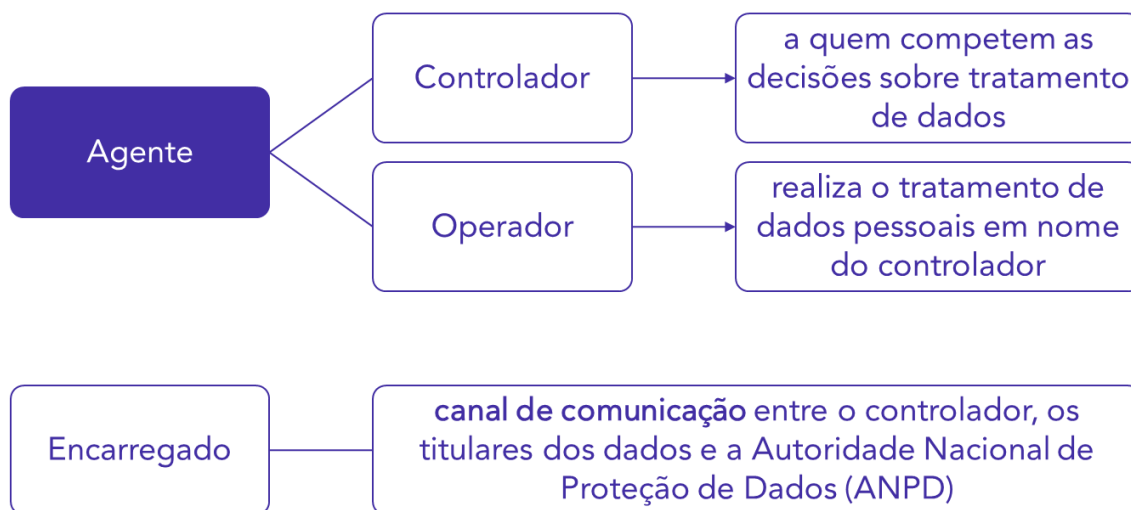 Agente
Controlador
a quem competem as
decisões sobre tratamento
de dados
Operador
realiza o tratamento de
dados pessoais em nome
do controlador
Encarregado
canal de comunicação entre o controlador, os
titulares dos dados e a Autoridade Nacional de
Proteção de Dados (ANPD)